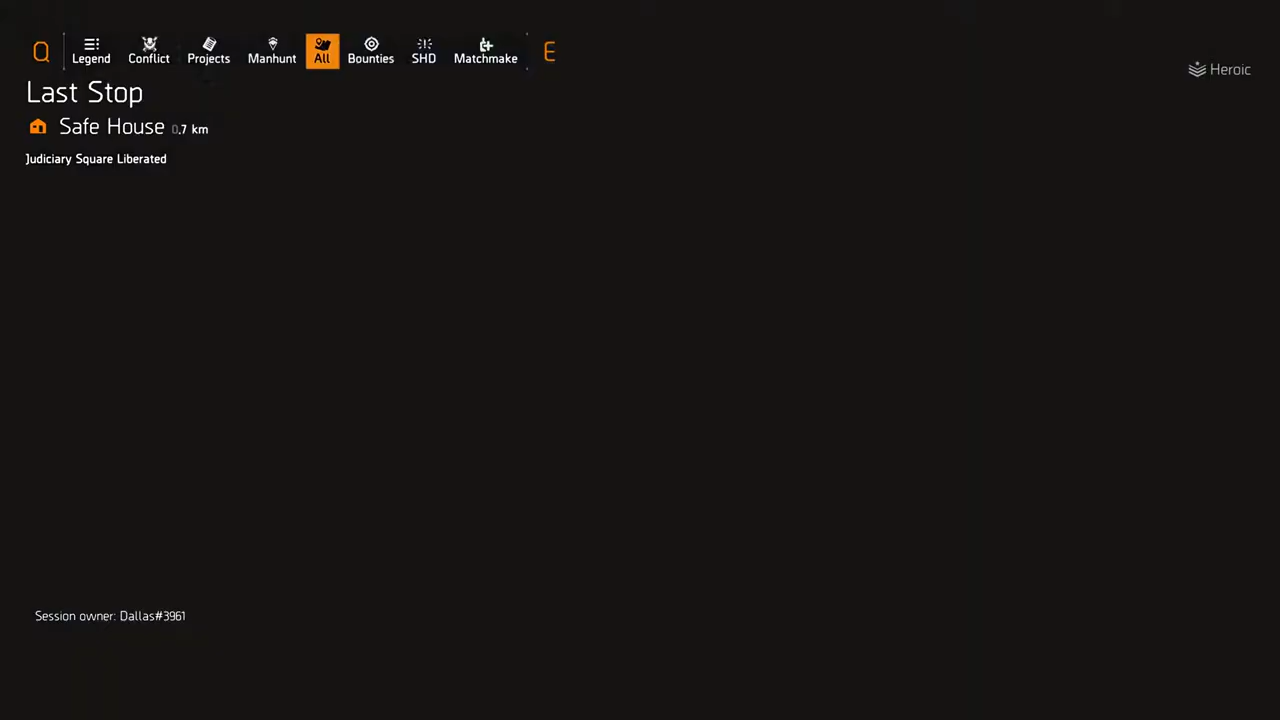 Q Legend Conflict Projects Manhunt All Bounties SHD Matchmake E
Heroic
Last Stop
Safe House 0.7 km
Judiciary Square Liberated
Session owner: Dallas#3961